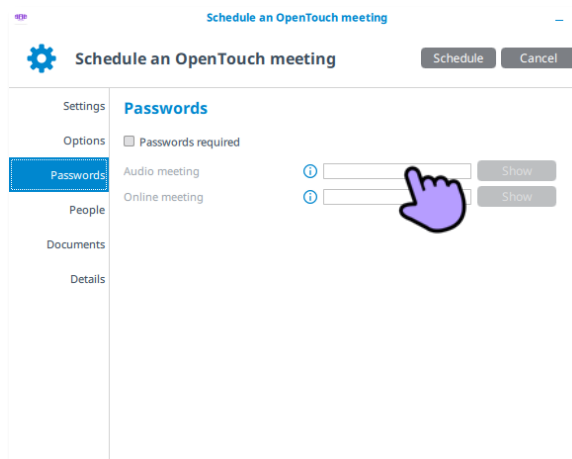 Schedule an OpenTouch meeting
Schedule an OpenTouch meeting
Schedule
Cancel
Settings
Options
Passwords
People
Documents
Details
Passwords
Passwords required
Audio meeting
Show
Online meeting
Show